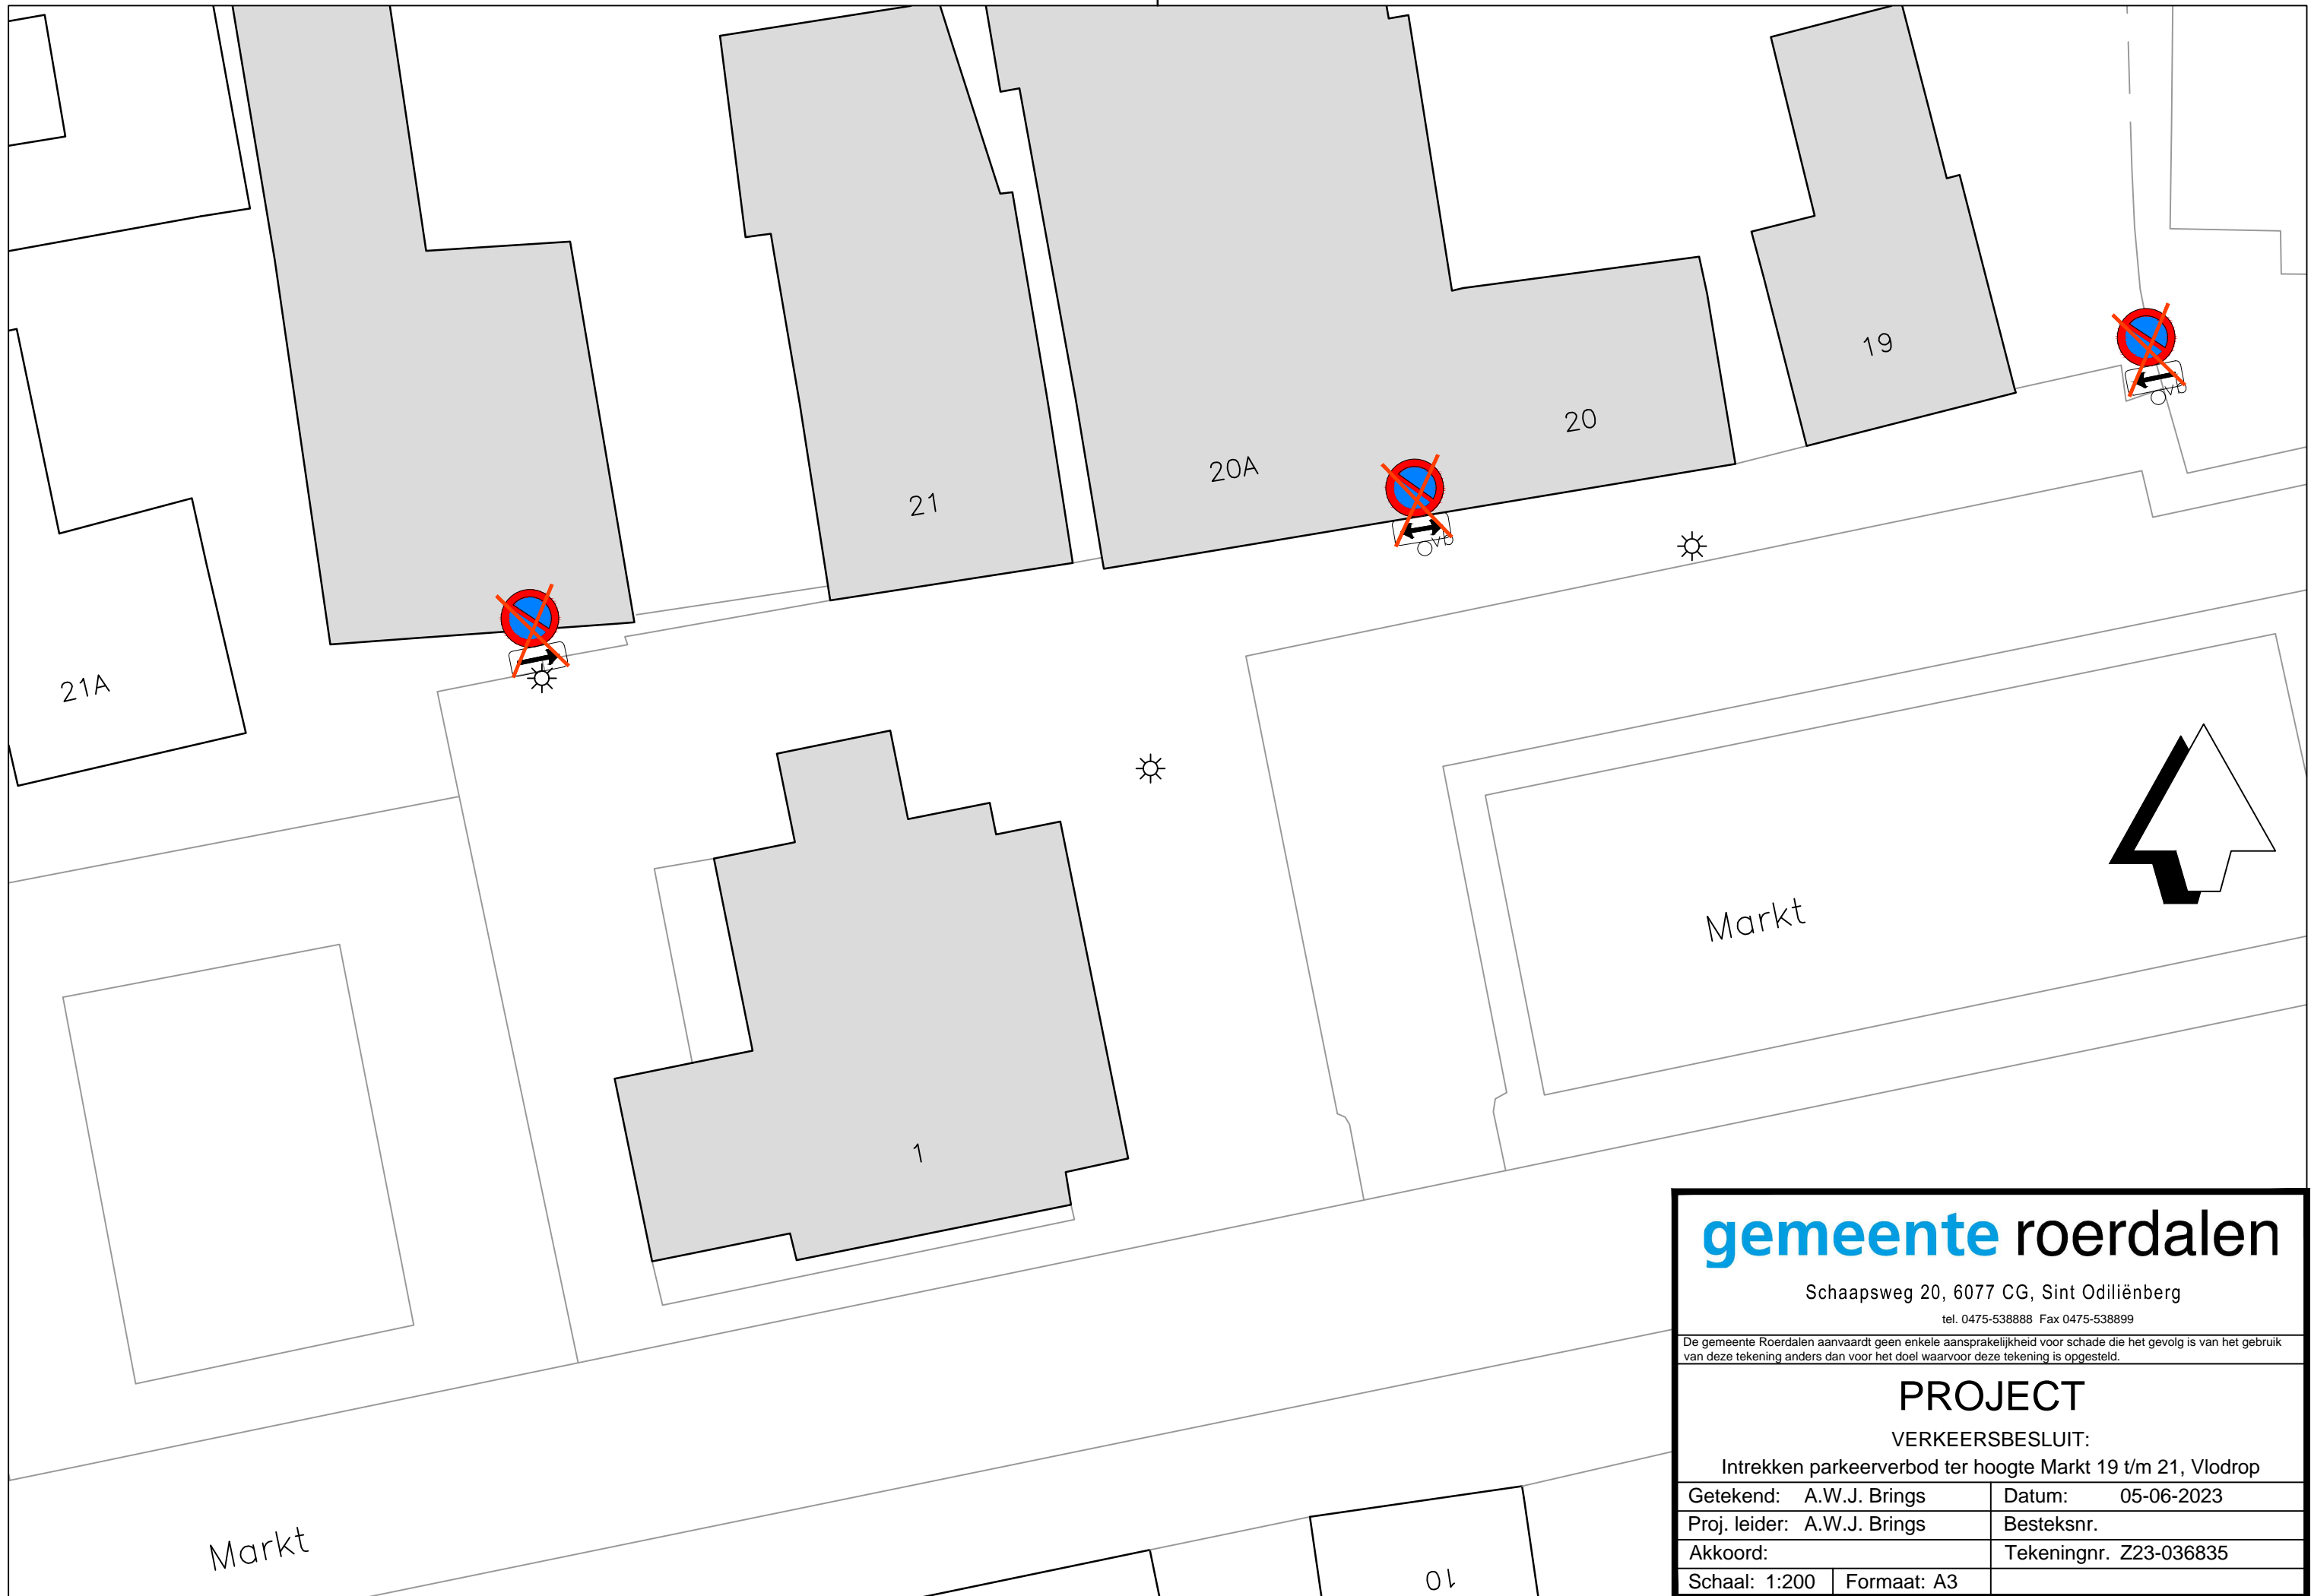 19
20
20A
21
21A
Markt
1
Markt
10
gemeente roerdalen
Schaapsweg 20, 6077 CG, Sint Odiliënberg
tel. 0475-538888 Fax 0475-538899
De gemeente Roerdalen aanvaardt geen enkele aansprakelijkheid voor schade die het gevolg is van het gebruik
van deze tekening anders dan voor het doel waarvoor deze tekening is opgesteld.
PROJECT
VERKEERSBESLUIT:
Intrekken parkeerverbod ter hoogte Markt 19 t/m 21, Vlodrop
Getekend: A.W.J. Brings Datum: 05-06-2023
Proj. leider: A.W.J. Brings Besteksnr.
Akkoord: Tekeningnr. Z23-036835
Schaal: 1:200 Formaat: A3